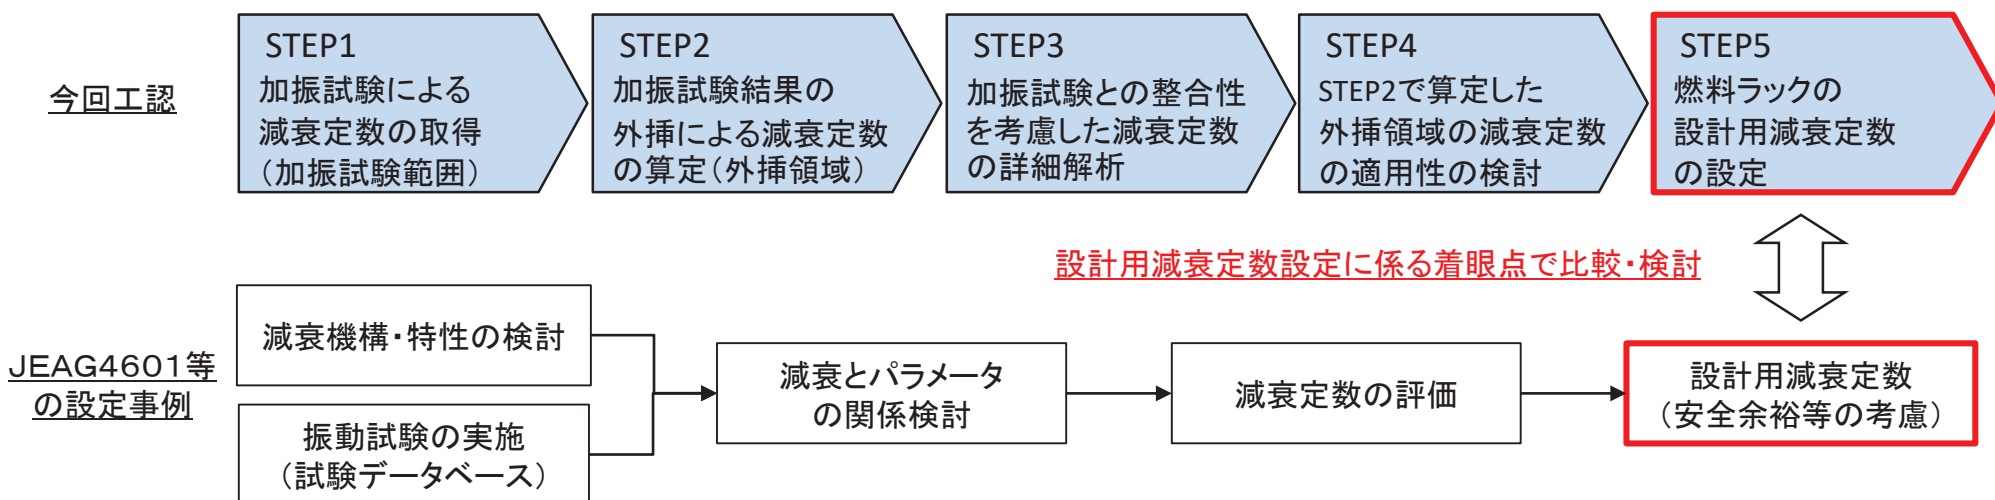 今回工認
STEP1
加振試験による
減衰定数の取得
（加振試験範囲）
STEP2
加振試験結果の
外挿による減衰定数
の算定（外挿領域）
STEP3
加振試験との整合性
を考慮した減衰定数
の詳細解析
STEP4
STEP2で算定した
外挿領域の減衰定数
の適用性の検討
STEP5
燃料ラックの
設計用減衰定数
の設定
設計用減衰定数設定に係る着眼点で比較・検討
JEAG4601等
の設定事例
減衰機構・特性の検討
振動試験の実施
（試験データベース）
減衰とパラメータ
の関係検討
減衰定数の評価
設計用減衰定数
（安全余裕等の考慮）